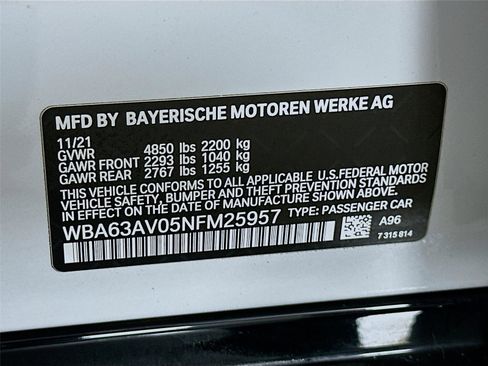 MFD BY BAYERISCHE MOTOREN WERKE AG
11/21
GVWR 4850 lbs 2200 kg
GAWR FRONT 2293 lbs 1040 kg
GAWR REAR 2767 lbs 1255 kg
THIS VEHICLE CONFORMS TO ALL APPLICABLE U.S.FEDERAL MOTOR
VEHICLE SAFETY, BUMPER, AND THEFT PREVENTION STANDARDS
IN EFFECT ON THE DATE OF MANUFACTURE SHOWN ABOVE.
WBA63AV05NFM25957 TYPE: PASSENGER CAR
A96
7 315 814